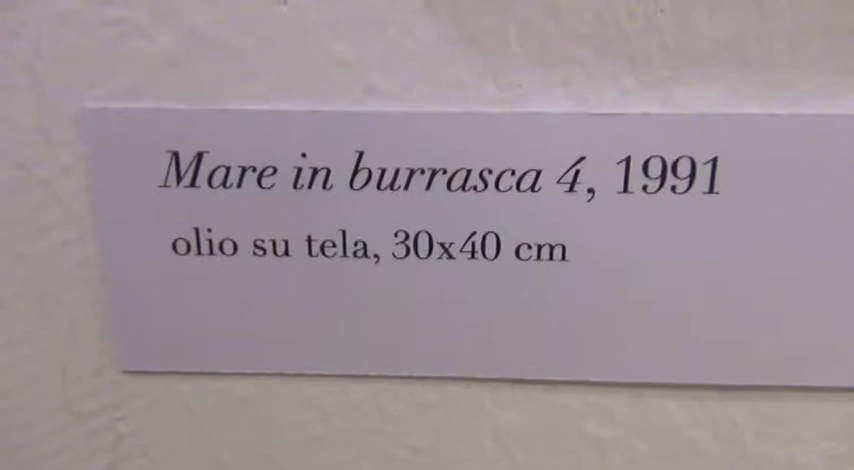 Mare in burrasca 4, 1991
olio su tela, 30x40 cm